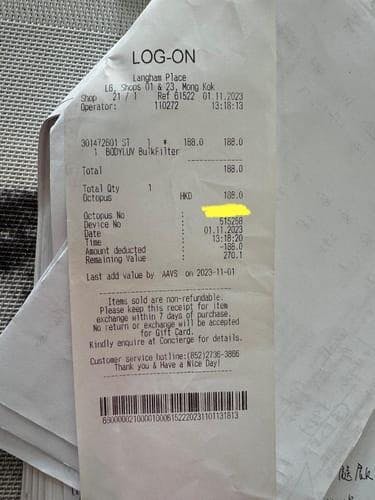 LOG-ON
Langham Place
L6, Shops 01 & 23, Mong Kok
Shop 21 / 1 Ref 61522 01.11.2023
Operator: 110272 13:18:13
301472601 ST 1 * 188.0 188.0
1 BODYLUV BulkFilter
Total 188.0
Total Qty 1
Octopus HKD 188.0
Octopus No :
Device No : 515258
Date : 01.11.2023
Time : 13:18:20
Amount deducted : -188.0
Remaining Value : 270.1
Last add value by AAVS on 2023-11-01
Items sold are non-refundable.
Please keep this receipt for item
exchange within 7 days of purchase.
No return or exchange will be accepted
for Gift Card.
Kindly enquire at Concierge for details.
Customer service hotline:(852)2736-3866
Thank you & Have a Nice Day!